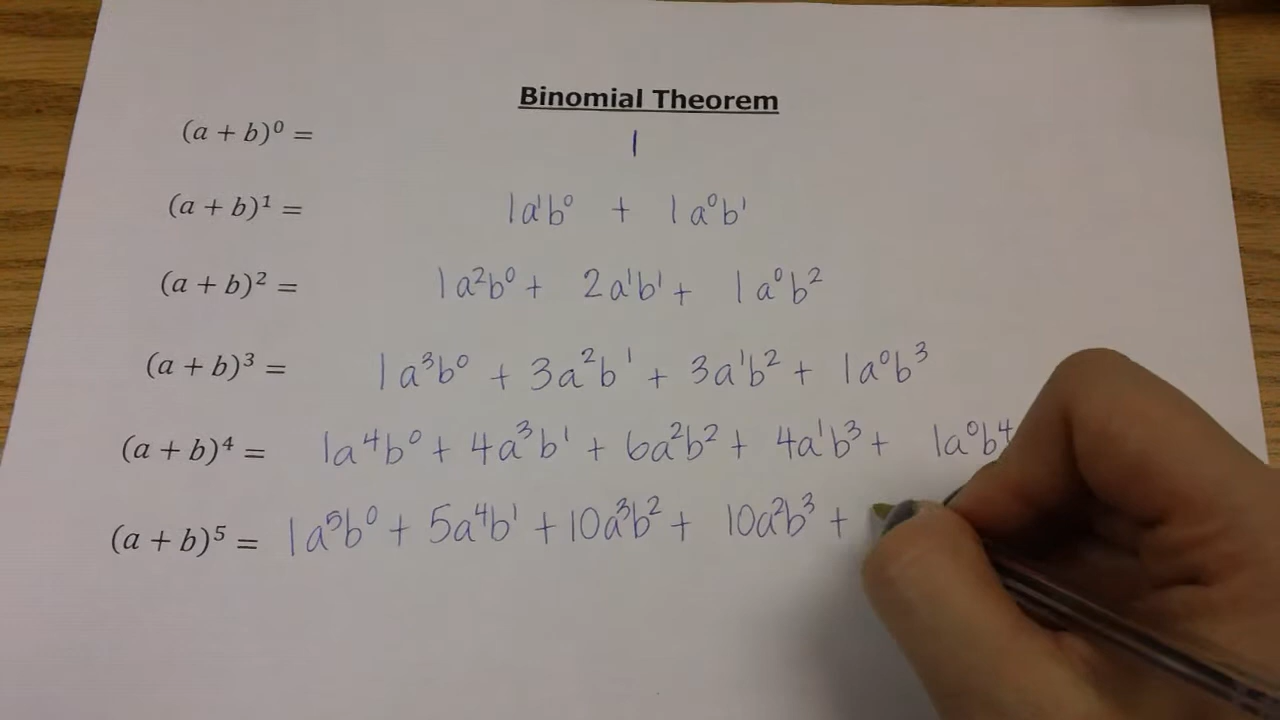 Binomial Theorem
(a + b)⁰ = 1
(a + b)¹ = 1a¹b⁰ + 1a⁰b¹
(a + b)² = 1a²b⁰ + 2a¹b¹ + 1a⁰b²
(a + b)³ = 1a³b⁰ + 3a²b¹ + 3a¹b² + 1a⁰b³
(a + b)⁴ = 1a⁴b⁰ + 4a³b¹ + 6a²b² + 4a¹b³ + 1a⁰b⁴
(a + b)⁵ = 1a⁵b⁰ + 5a⁴b¹ + 10a³b² + 10a²b³ +